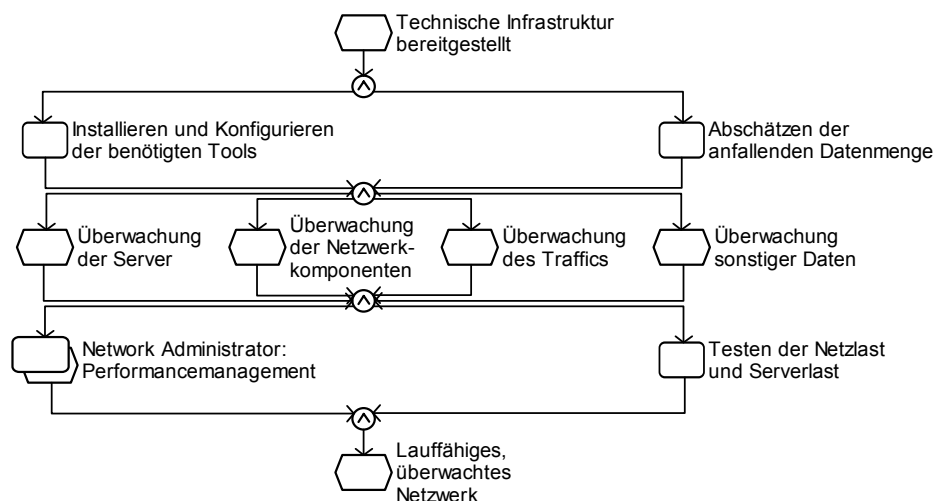 Technische Infrastruktur
bereitgestellt
^
Installieren und Konfigurieren
der benötigten Tools
Abschätzen der
anfallenden Datenmenge
^
Überwachung
der Server
Überwachung
der Netzwerk-
komponenten
Überwachung
des Traffics
Überwachung
sonstiger Daten
^
Network Administrator:
Performancemanagement
Testen der Netzlast
und Serverlast
^
Lauffähiges,
überwachtes
Netzwerk